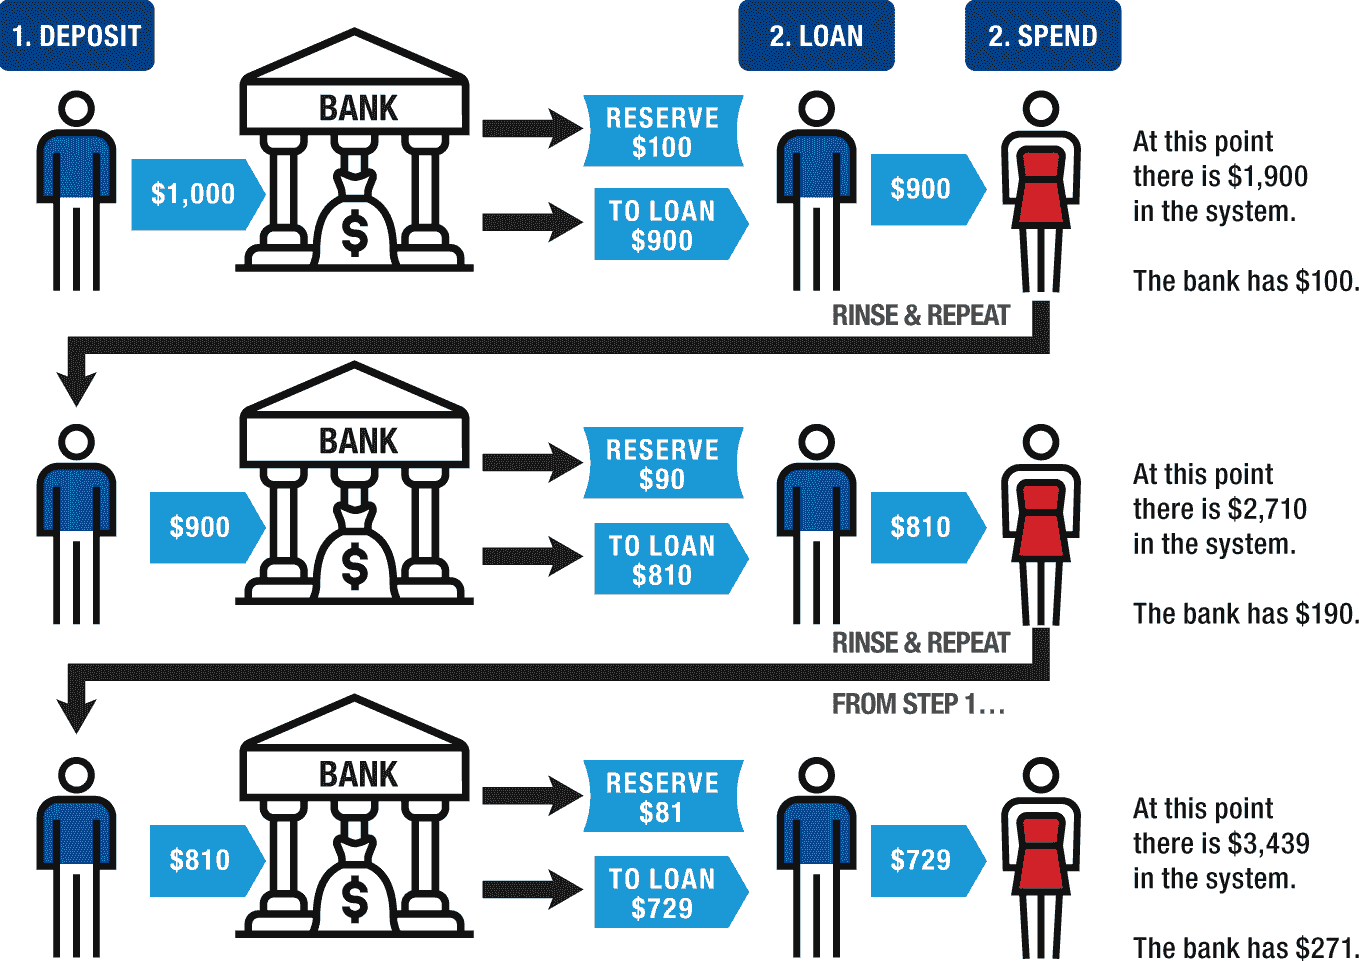 1. DEPOSIT
2. LOAN
2. SPEND
BANK
$1,000
RESERVE
$100
TO LOAN
$900
$900
At this point
there is $1,900
in the system.
The bank has $100.
RINSE & REPEAT
BANK
$900
RESERVE
$90
TO LOAN
$810
$810
At this point
there is $2,710
in the system.
The bank has $190.
RINSE & REPEAT
FROM STEP 1...
BANK
$810
RESERVE
$81
TO LOAN
$729
$729
At this point
there is $3,439
in the system.
The bank has $271.
$
$
$